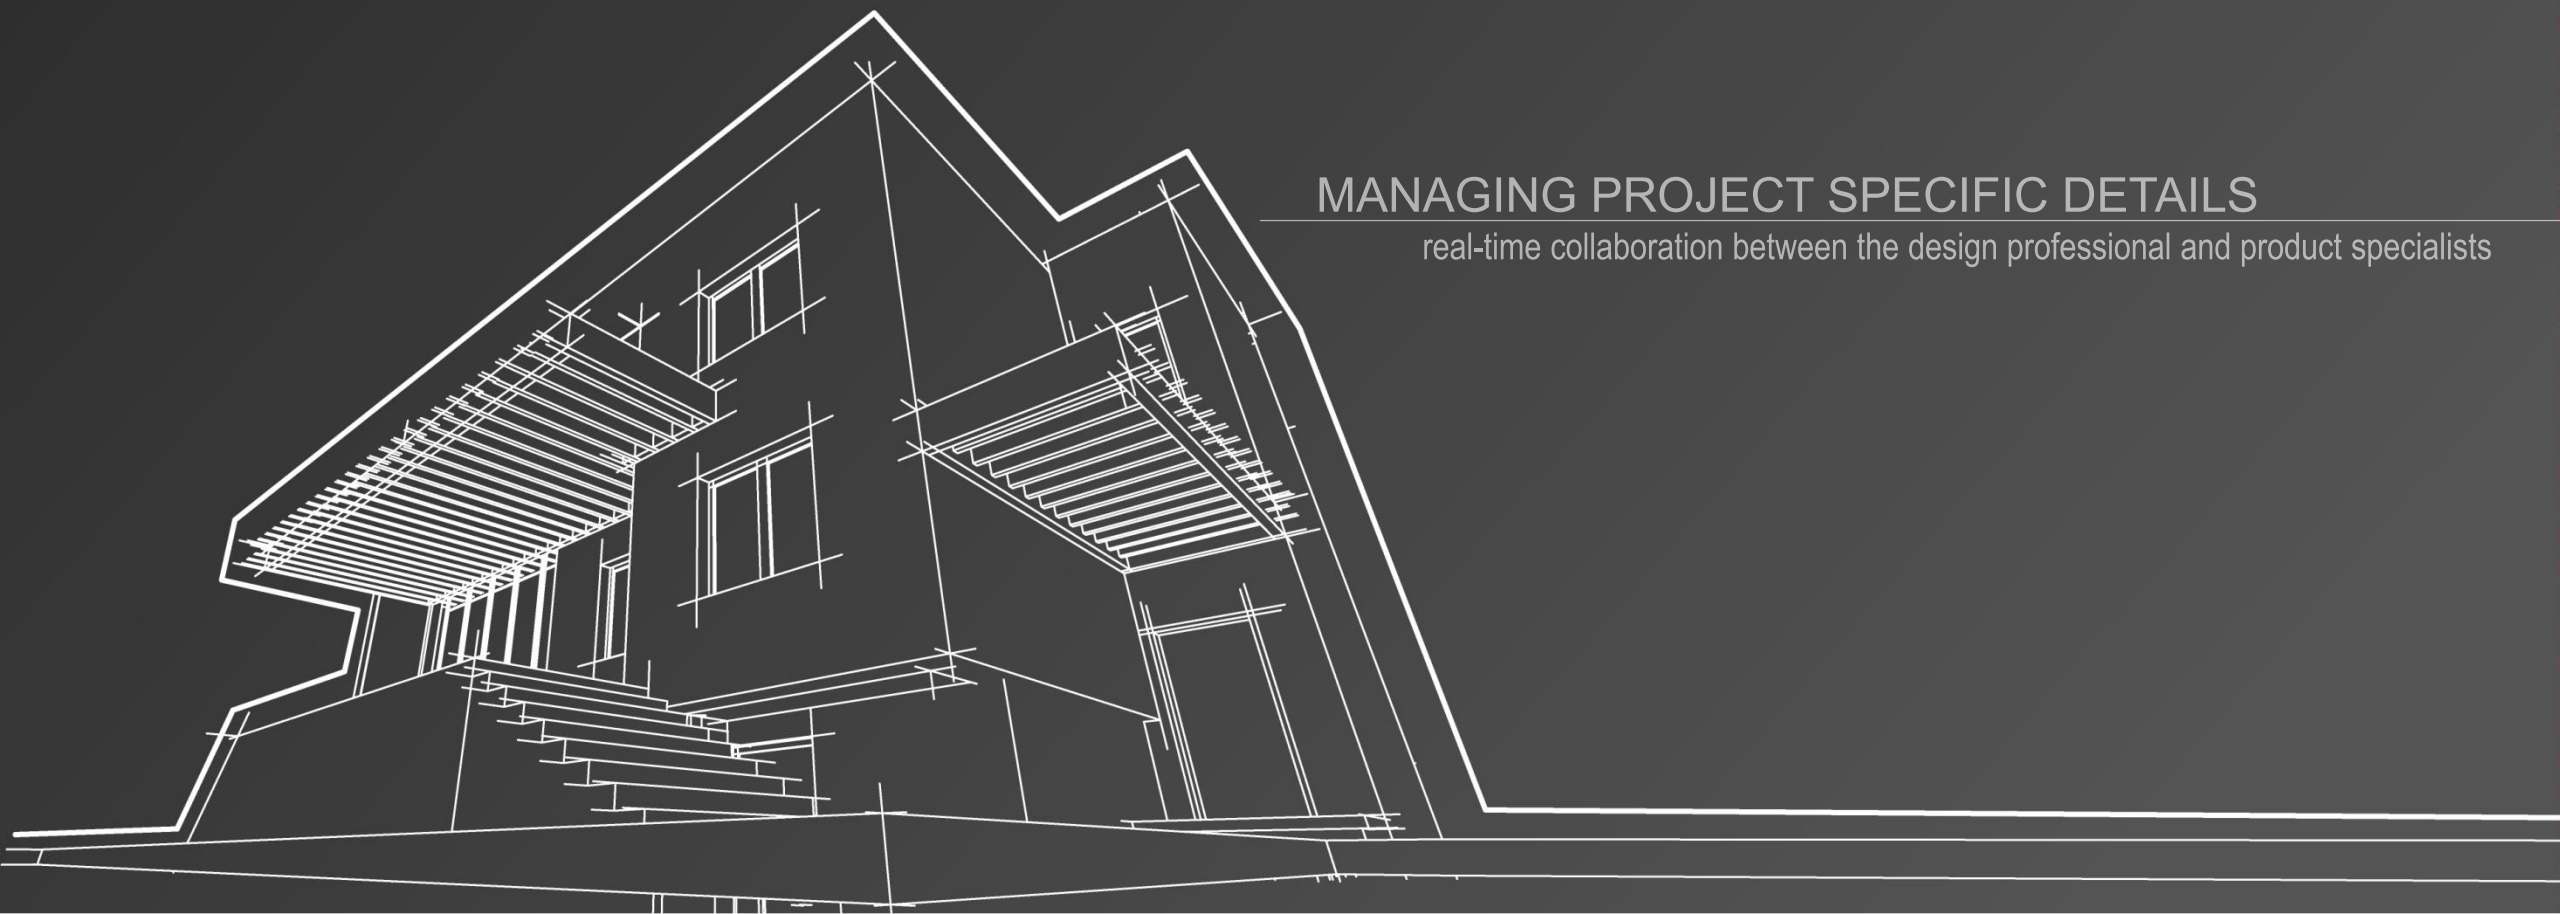 MANAGING PROJECT SPECIFIC DETAILS
real-time collaboration between the design professional and product specialists